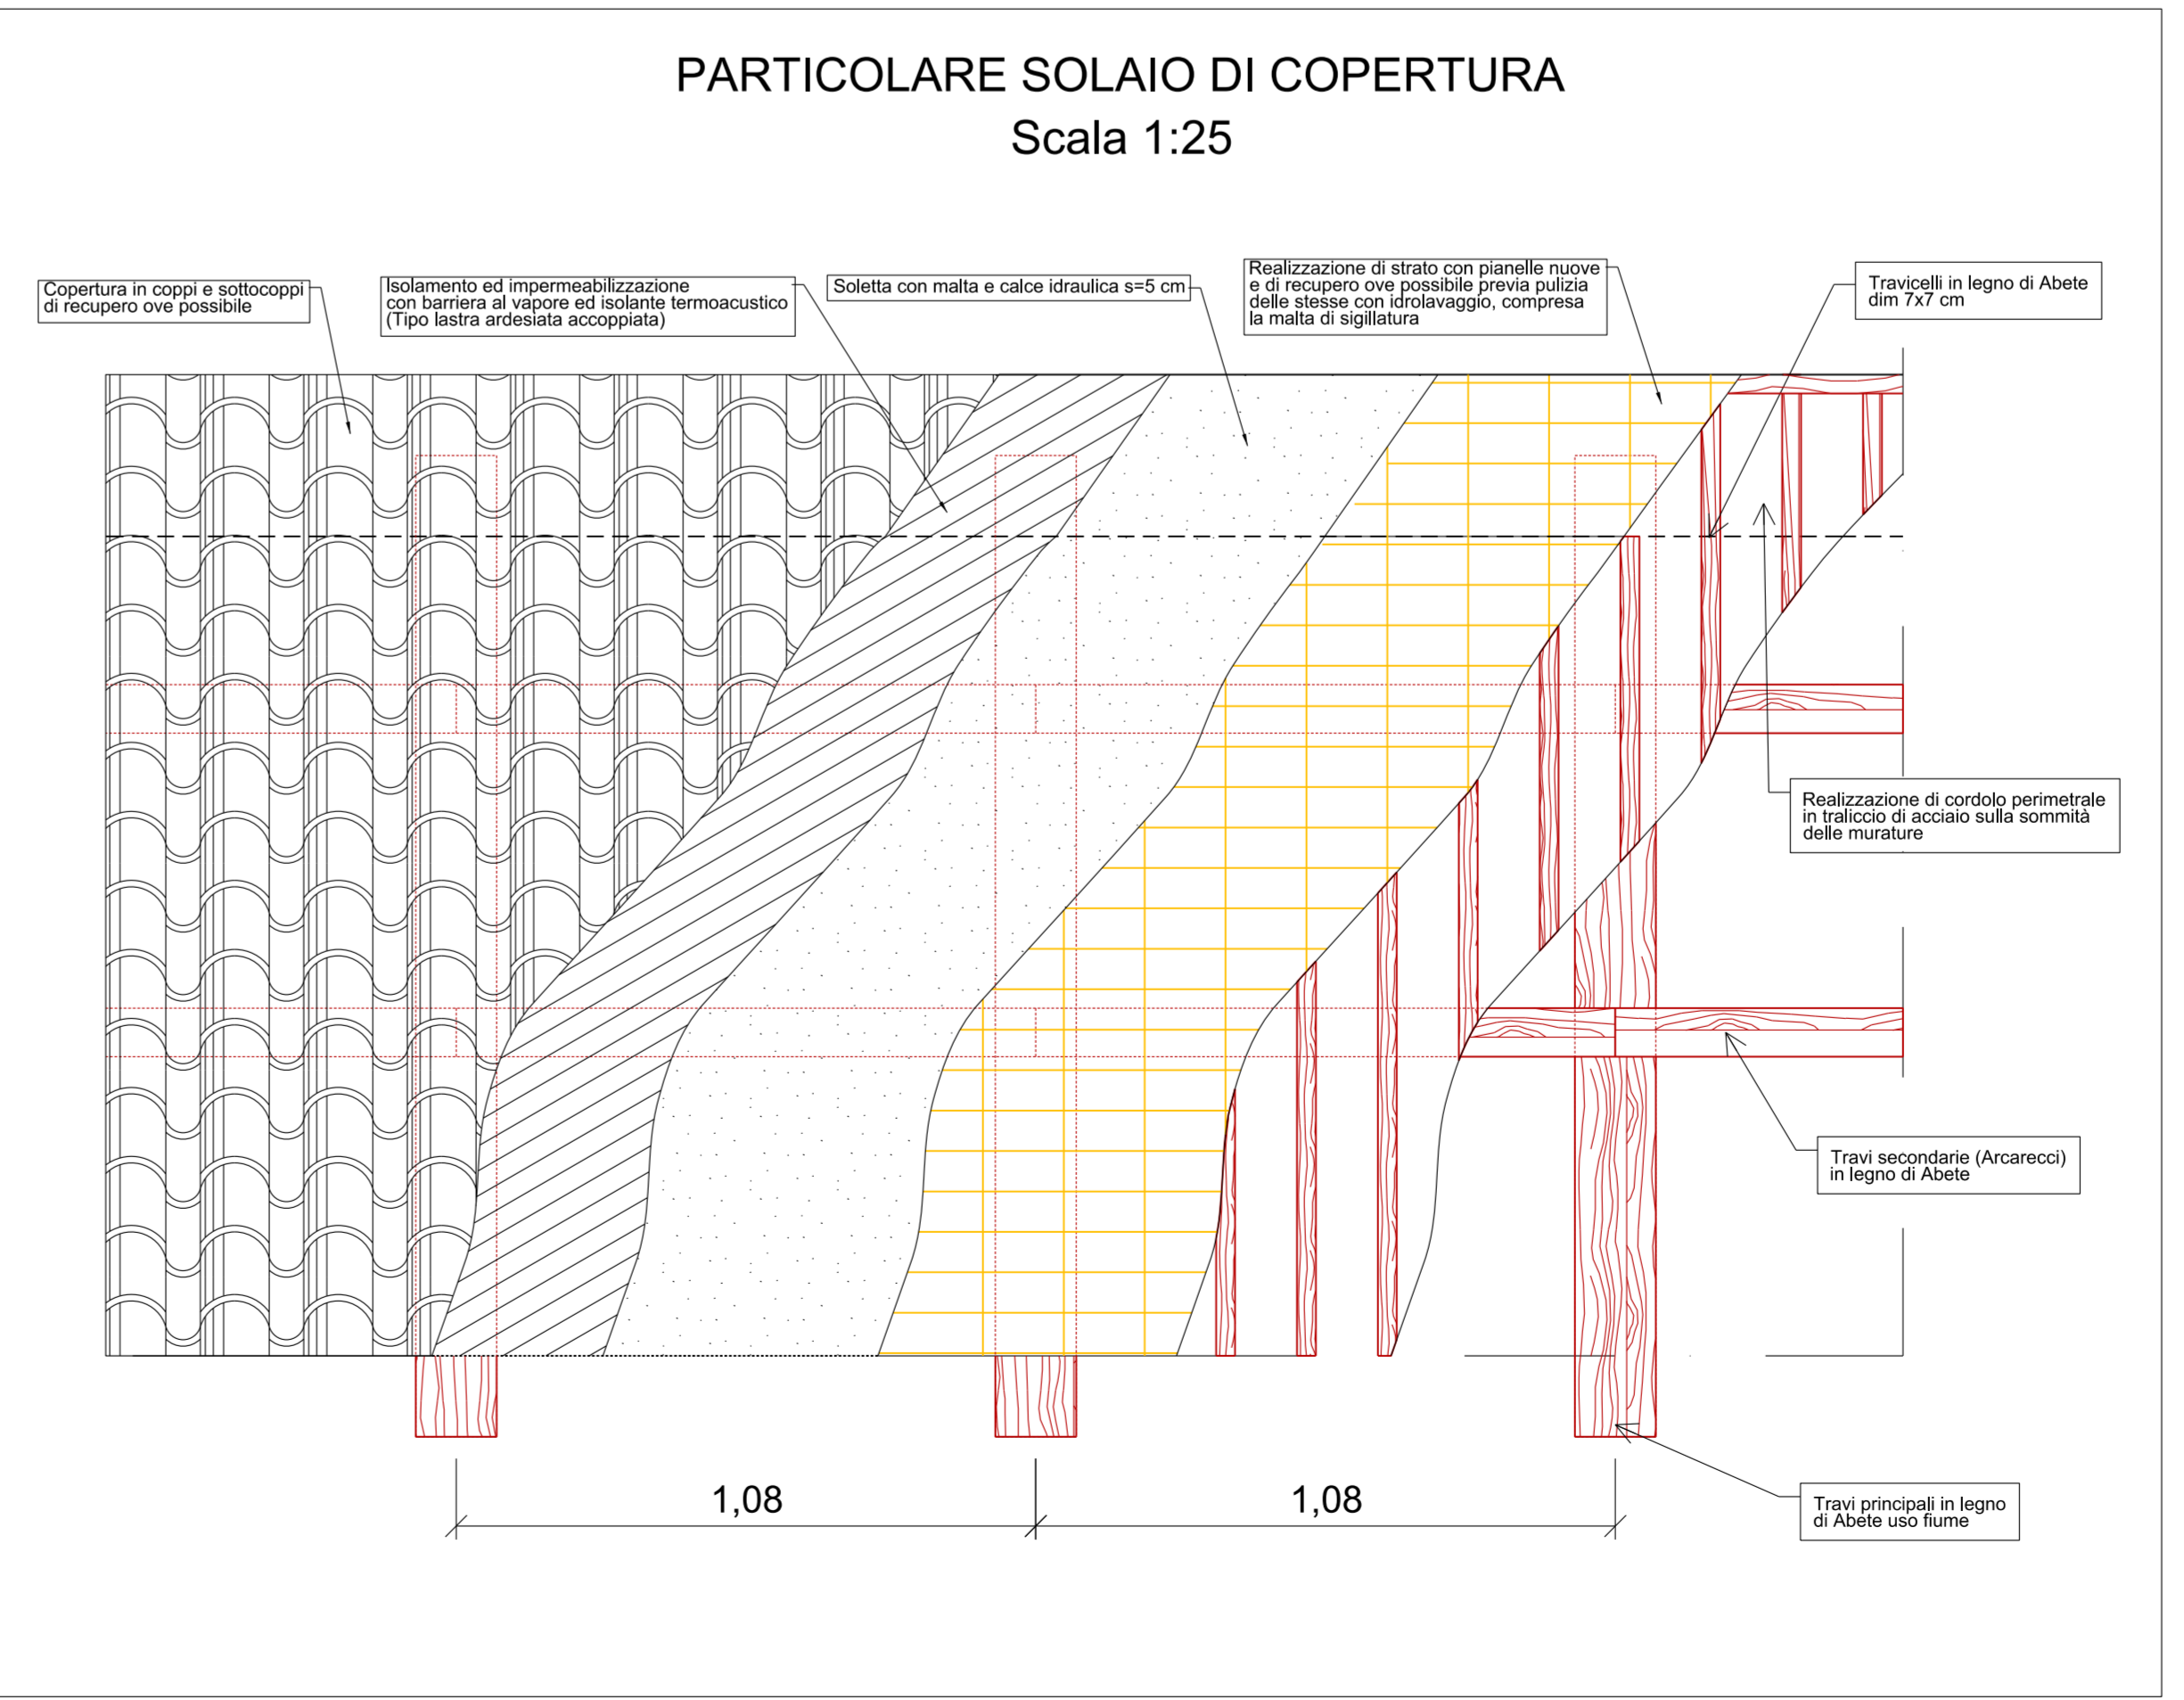 PARTICOLARE SOLAIO DI COPERTURA
Scala 1:25
Copertura in coppi e sottocoppi
di recupero ove possibile
Isolamento ed impermeabilizzazione
con barriera al vapore ed isolante termoacustico
(Tipo lastra ardesiata accoppiata)
Soletta con malta e calce idraulica s=5 cm
Realizzazione di strato con pianelle nuove
e di recupero ove possibile previa pulizia
delle stesse con idrolavaggio, compresa
la malta di sigillatura
Travicelli in legno di Abete
dim 7x7 cm
Realizzazione di cordolo perimetrale
in traliccio di acciaio sulla sommità
delle murature
Travi secondarie (Arcarecci)
in legno di Abete
Travi principali in legno
di Abete uso fiume
1,08
1,08